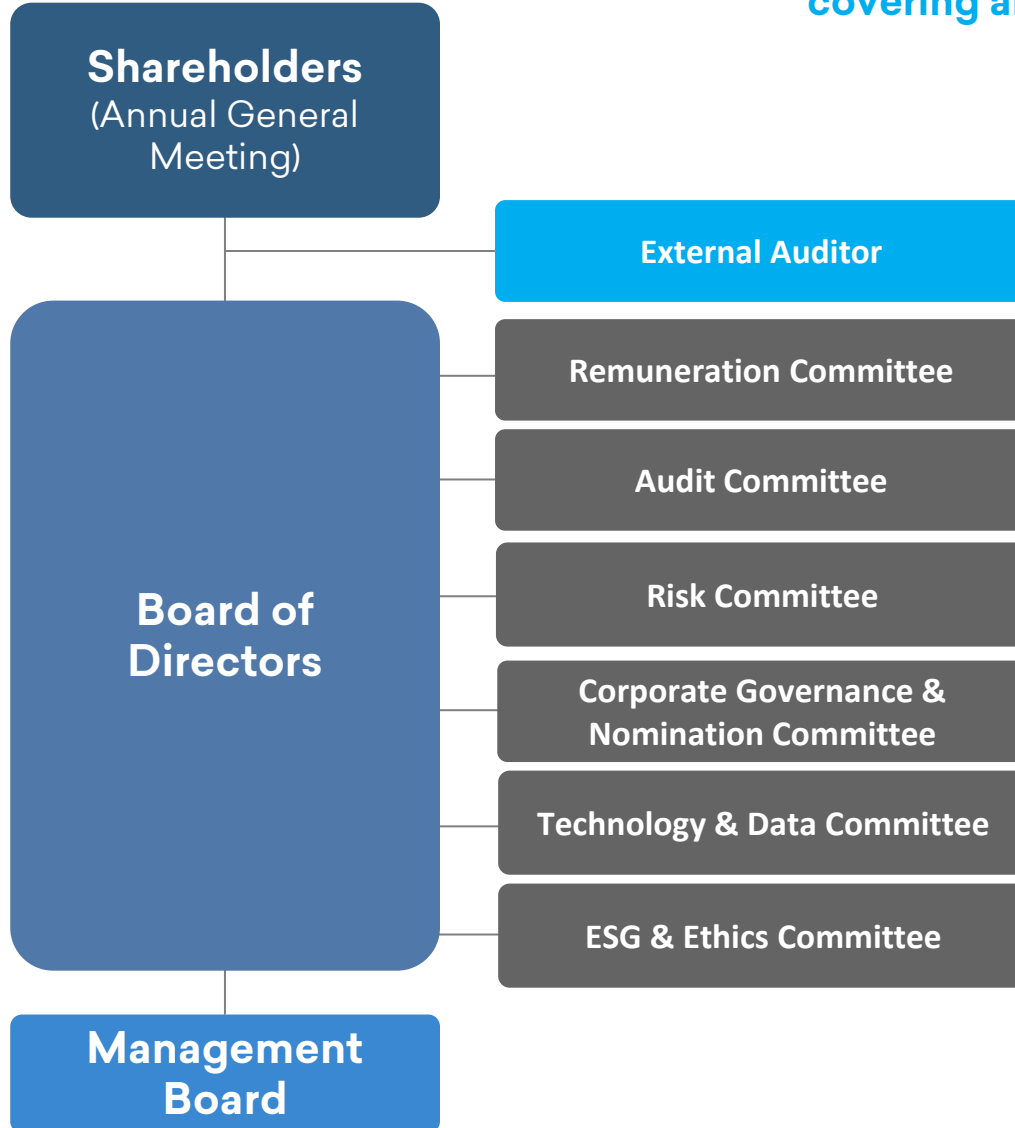 covering a
Shareholders
(Annual General
Meeting)
External Auditor
Remuneration Committee
Audit Committee
Risk Committee
Corporate Governance &
Nomination Committee
Technology & Data Committee
ESG & Ethics Committee
Board of
Directors
Management
Board